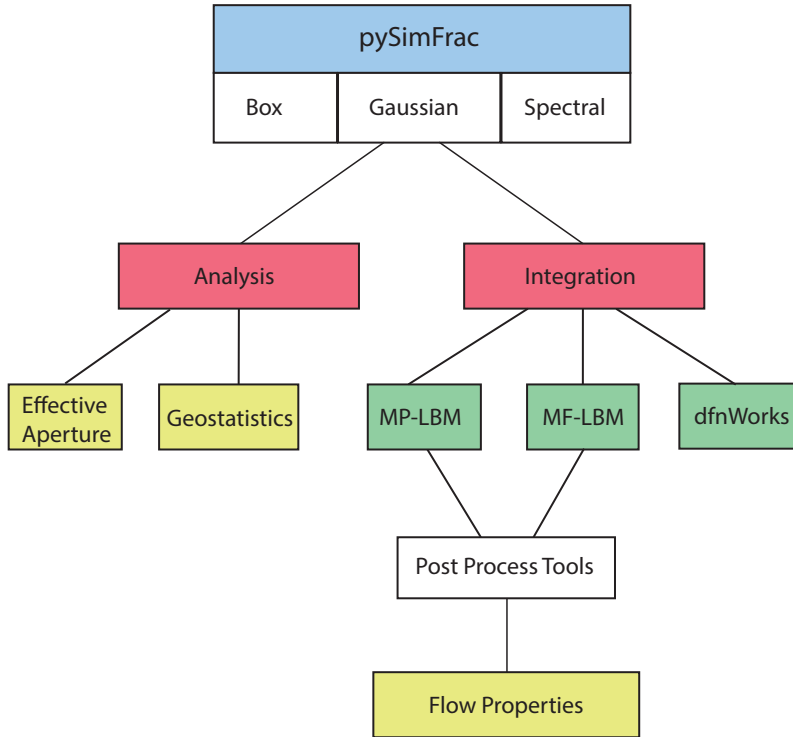 pySimFrac
Box
Gaussian
Spectral
Analysis
Integration
Effective
Aperture
Geostatistics
MP-LBM
MF-LBM
dfnWorks
Post Process Tools
Flow Properties